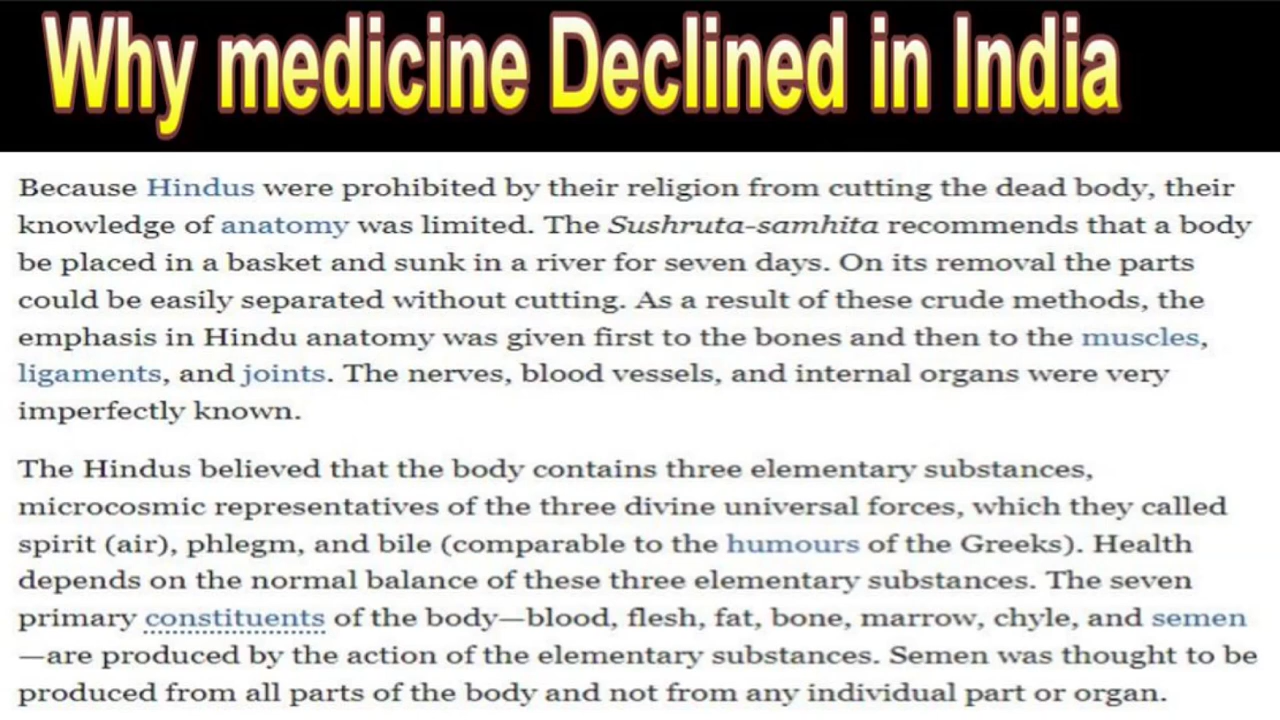 Why medicine Declined in India
Because Hindus were prohibited by their religion from cutting the dead body, their
knowledge of anatomy was limited. The Sushruta-samhita recommends that a body
be placed in a basket and sunk in a river for seven days. On its removal the parts
could be easily separated without cutting. As a result of these crude methods, the
emphasis in Hindu anatomy was given first to the bones and then to the muscles,
ligaments, and joints. The nerves, blood vessels, and internal organs were very
imperfectly known.
The Hindus believed that the body contains three elementary substances,
microcosmic representatives of the three divine universal forces, which they called
spirit (air), phlegm, and bile (comparable to the humours of the Greeks). Health
depends on the normal balance of these three elementary substances. The seven
primary constituents of the body—blood, flesh, fat, bone, marrow, chyle, and semen
—are produced by the action of the elementary substances. Semen was thought to be
produced from all parts of the body and not from any individual part or organ.